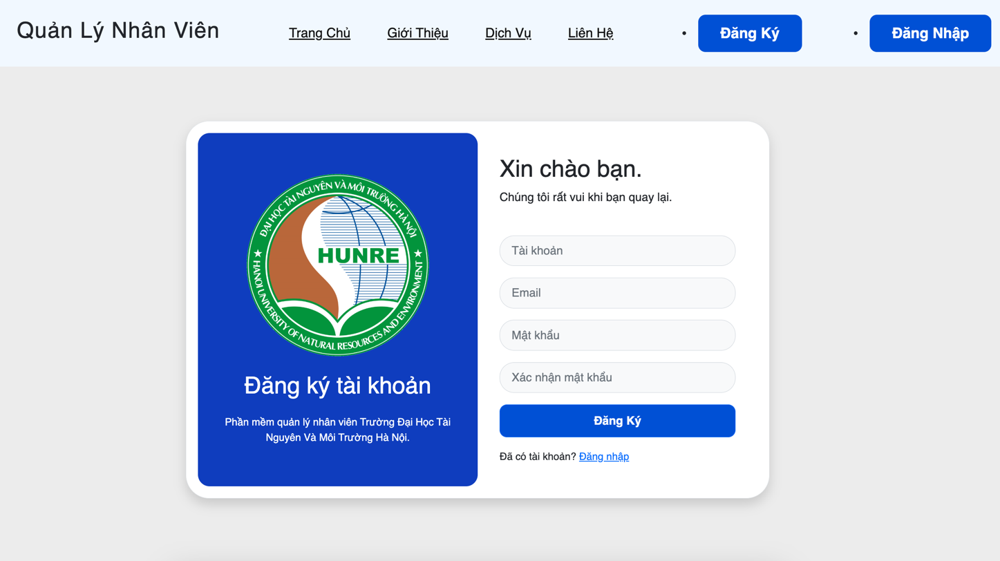 Quản Lý Nhân Viên
Trang Chủ
Giới Thiệu
Dịch Vụ
Liên Hệ
• Đăng Ký
• Đăng Nhập
ĐẠI HỌC TÀI NGUYÊN VÀ MÔI TRƯỜNG HÀ NỘI
HUNRE
HANOI UNIVERSITY OF NATURAL RESOURCES AND ENVIRONMENT
Đăng ký tài khoản
Phần mềm quản lý nhân viên Trường Đại Học Tài
Nguyên Và Môi Trường Hà Nội.
Xin chào bạn.
Chúng tôi rất vui khi bạn quay lại.
Tài khoản
Email
Mật khẩu
Xác nhận mật khẩu
Đăng Ký
Đã có tài khoản? Đăng nhập